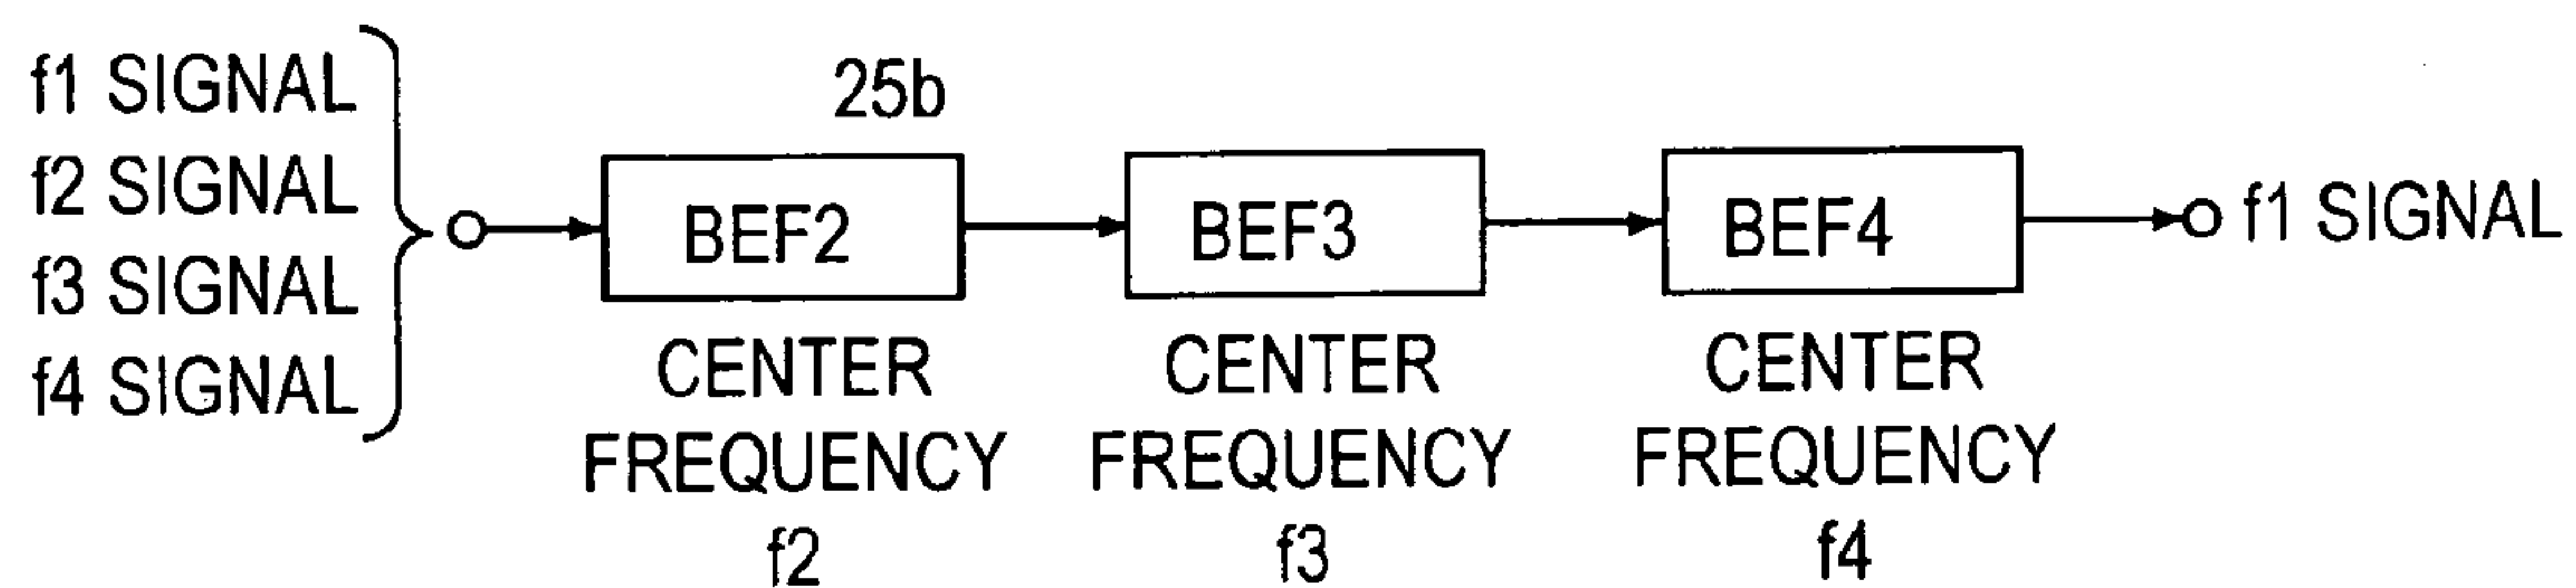 f1 SIGNAL
f2 SIGNAL
f3 SIGNAL
f4 SIGNAL
25b
BEF2
CENTER
FREQUENCY
f2
BEF3
CENTER
FREQUENCY
f3
BEF4
CENTER
FREQUENCY
f4
f1 SIGNAL